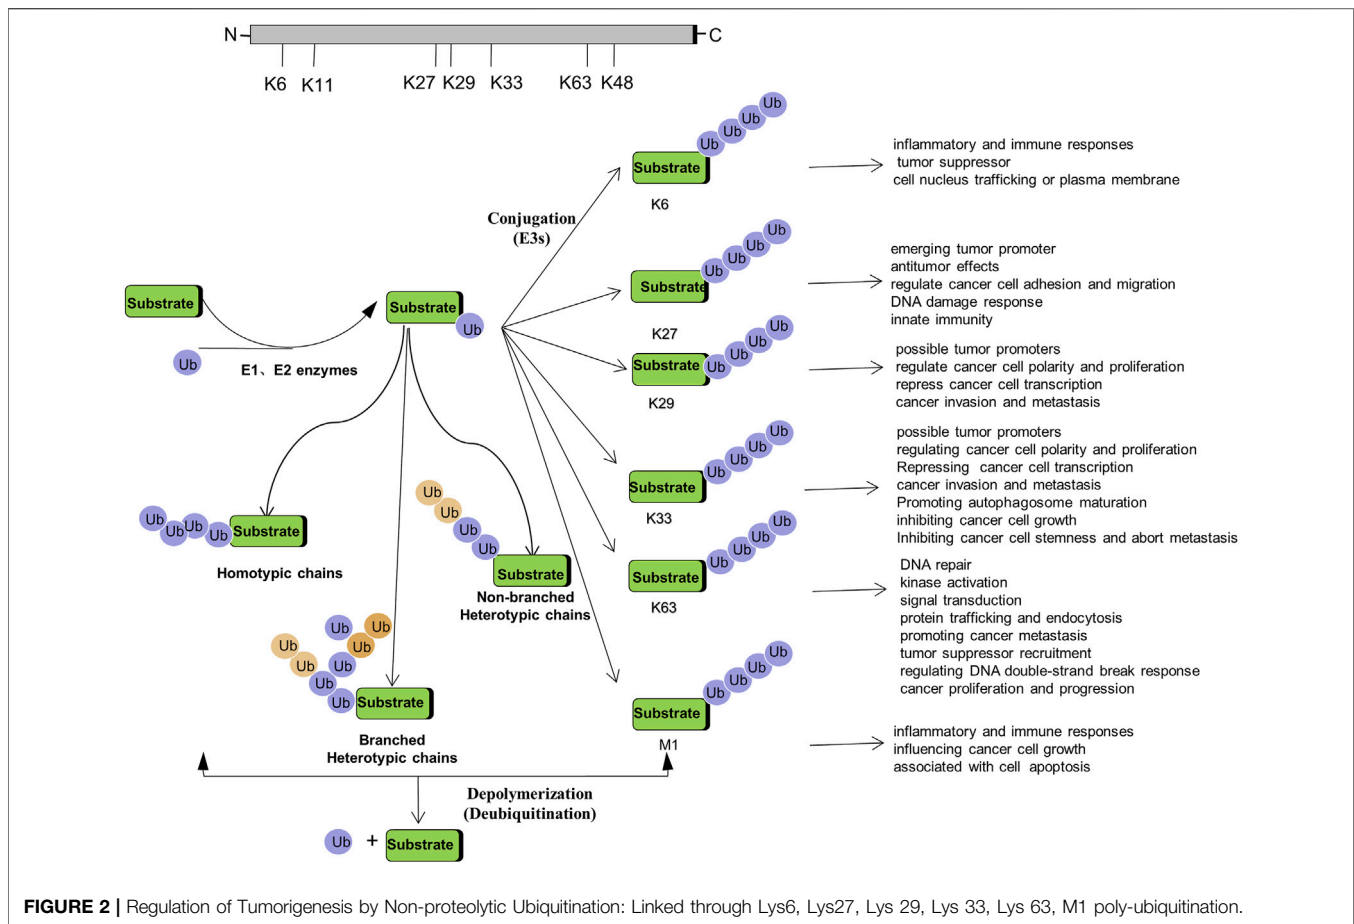 N
C
K6
K11
K27
K29
K33
K63
K48
Substrate
Ub
E1、E2 enzymes
Substrate
Ub
Conjugation
(E3s)
Ub
Ub
Ub
Ub
Substrate
K6
inflammatory and immune responses
tumor suppressor
cell nucleus trafficking or plasma membrane
Ub
Ub
Ub
Ub
Substrate
K27
emerging tumor promoter
antitumor effects
regulate cancer cell adhesion and migration
DNA damage response
innate immunity
Ub
Ub
Ub
Ub
Substrate
K29
possible tumor promoters
regulate cancer cell polarity and proliferation
repress cancer cell transcription
cancer invasion and metastasis
Ub
Ub
Ub
Ub
Substrate
K33
possible tumor promoters
regulating cancer cell polarity and proliferation
Repressing cancer cell transcription
cancer invasion and metastasis
Promoting autophagosome maturation
inhibiting cancer cell growth
Inhibiting cancer cell stemness and abort metastasis
Ub
Ub
Ub
Ub
Substrate
K63
DNA repair
kinase activation
signal transduction
protein trafficking and endocytosis
promoting cancer metastasis
tumor suppressor recruitment
regulating DNA double-strand break response
cancer proliferation and progression
Ub
Ub
Ub
Ub
Substrate
M1
inflammatory and immune responses
influencing cancer cell growth
associated with cell apoptosis
Ub
Ub
Ub
Ub
Substrate
Homotypic chains
Ub
Ub
Ub
Ub
Substrate
Non-branched
Heterotypic chains
Ub
Ub
Ub
Ub
Ub
Ub
Ub
Ub
Substrate
Branched
Heterotypic chains
Depolymerization
(Deubiquitination)
Ub
+
Substrate
FIGURE 2 | Regulation of Tumorigenesis by Non-proteolytic Ubiquitination: Linked through Lys6, Lys27, Lys 29, Lys 33, Lys 63, M1 poly-ubiquitination.